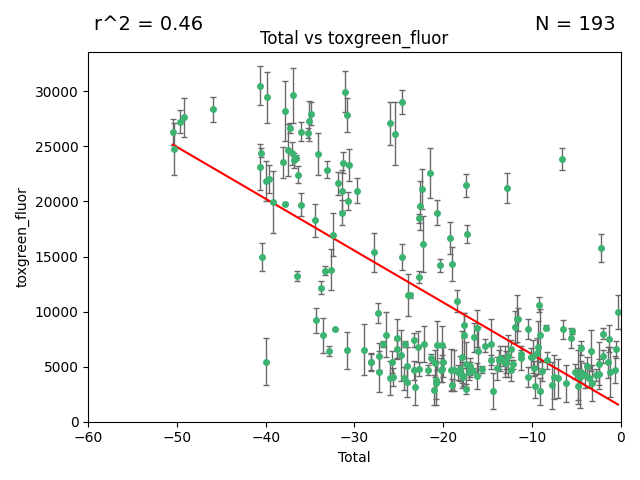 r^2 = 0.46 N = 193
Total vs toxgreen_fluor
toxgreen_fluor
30000
25000
20000
15000
10000
5000
0
−60 −50 −40 −30 −20 −10 0
Total